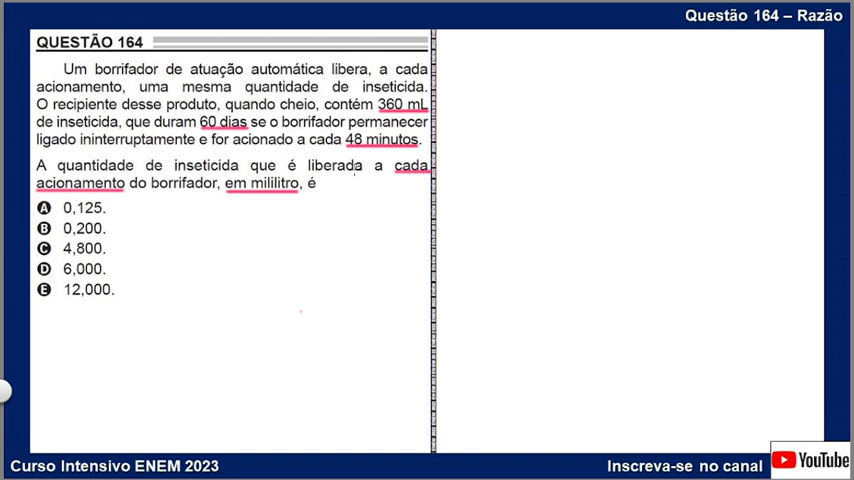 Questão 164 – Razão
QUESTÃO 164
Um borrifador de atuação automática libera, a cada
acionamento, uma mesma quantidade de inseticida.
O recipiente desse produto, quando cheio, contém 360 mL
de inseticida, que duram 60 dias se o borrifador permanecer
ligado ininterruptamente e for acionado a cada 48 minutos.
A quantidade de inseticida que é liberada a cada
acionamento do borrifador, em mililitro, é
A 0,125.
B 0,200.
C 4,800.
D 6,000.
E 12,000.
Curso Intensivo ENEM 2023
Inscreva-se no canal
YouTube